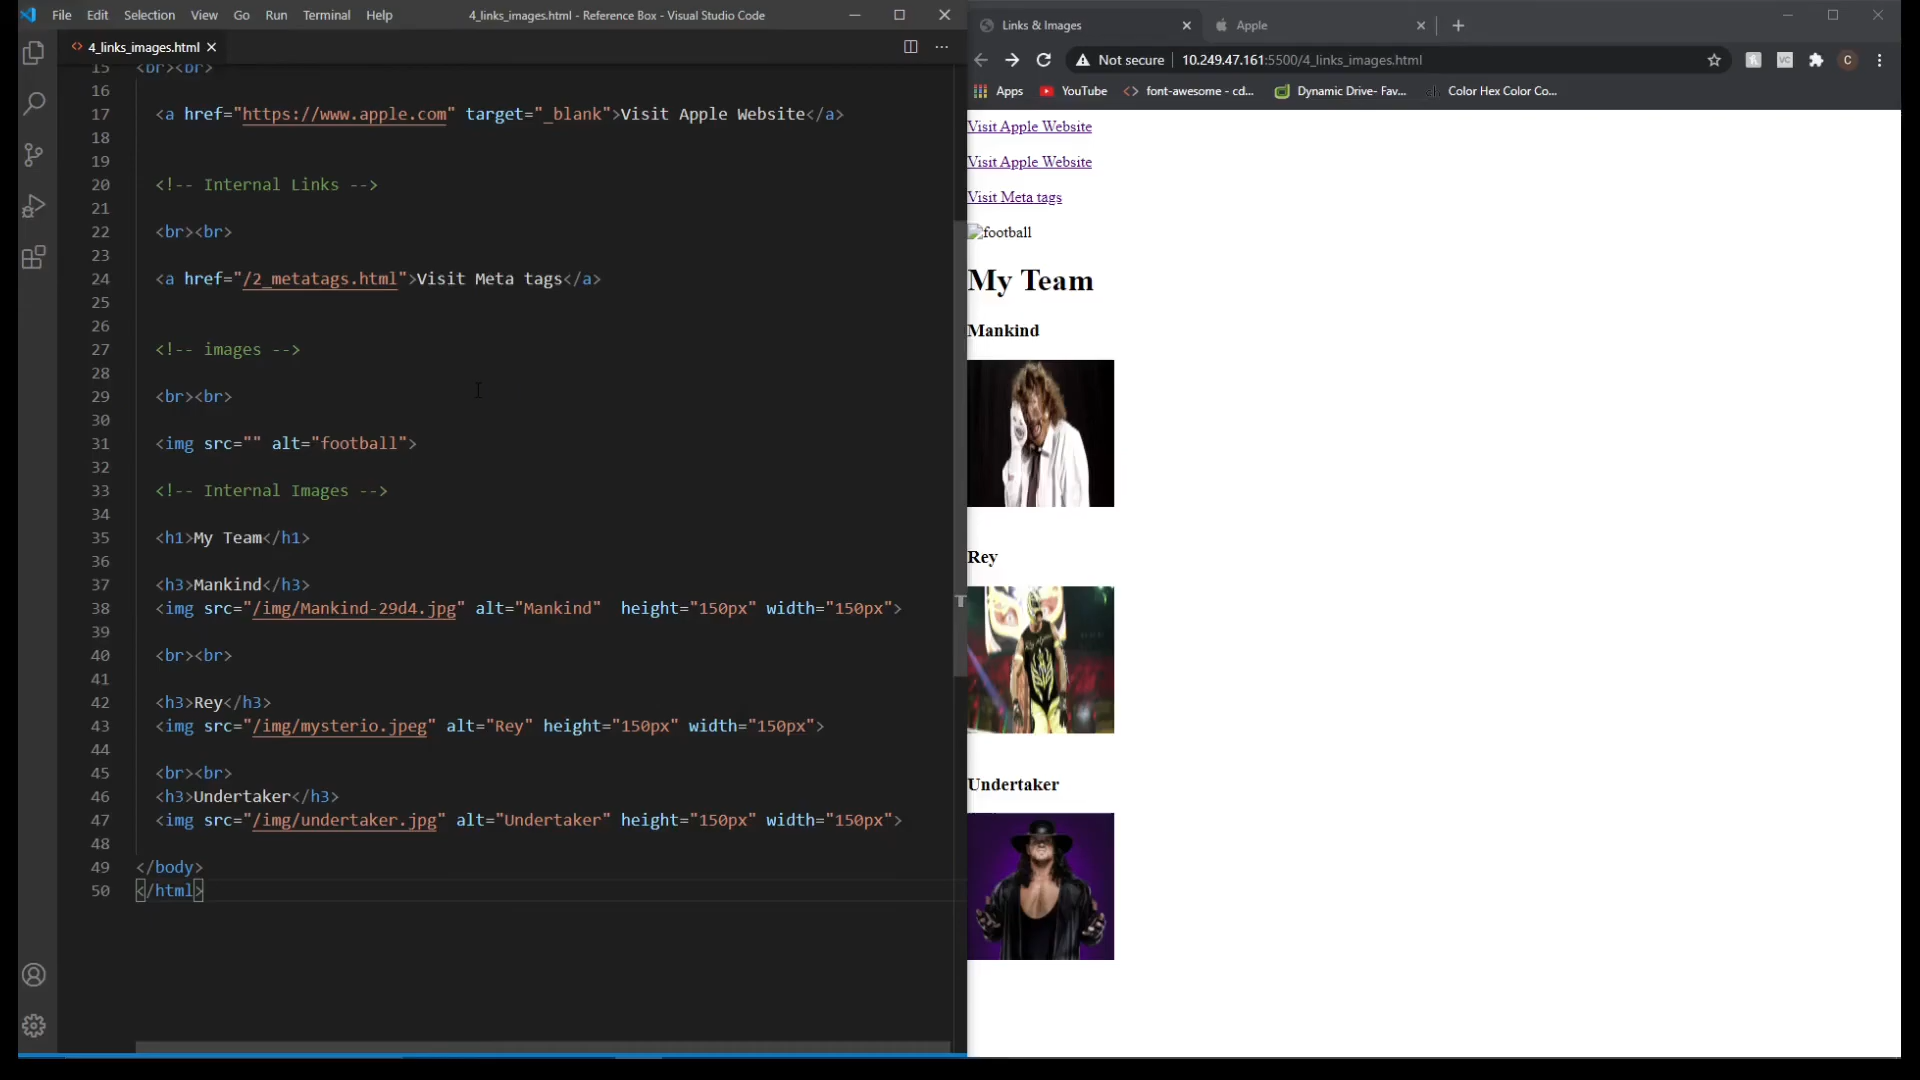 File Edit Selection View Go Run Terminal Help
4_links_images.html - Reference Box - Visual Studio Code
<> 4_links_images.html ×
15 <br><br>
16
17 <a href="https://www.apple.com" target="_blank">Visit Apple Website</a>
18
19
20 <!-- Internal Links -->
21
22 <br><br>
23
24 <a href="/2_metatags.html">Visit Meta tags</a>
25
26
27 <!-- images -->
28
29 <br><br>
30
31 <img src="" alt="football">
32
33 <!-- Internal Images -->
34
35 <h1>My Team</h1>
36
37 <h3>Mankind</h3>
38 <img src="/img/Mankind-29d4.jpg" alt="Mankind"  height="150px" width="150px">
39
40 <br><br>
41
42 <h3>Rey</h3>
43 <img src="/img/mysterio.jpeg" alt="Rey" height="150px" width="150px">
44
45 <br><br>
46 <h3>Undertaker</h3>
47 <img src="/img/undertaker.jpg" alt="Undertaker" height="150px" width="150px">
48
49 </body>
50 </html>
Links & Images
Apple
Not secure | 10.249.47.161:5500/4_links_images.html
VC
C
Apps YouTube <> font-awesome - cd... Dynamic Drive- Fav... Color Hex Color Co...
Visit Apple Website
Visit Apple Website
Visit Meta tags
football
My Team
Mankind
Rey
Undertaker